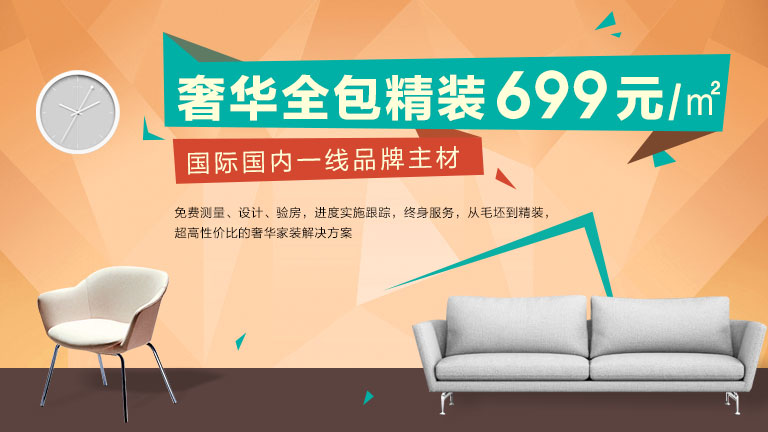 奢华全包精装699元/㎡
国际国内一线品牌主材
免费测量、设计、验房，进度实施跟踪，终身服务，从毛坯到精装，
超高性价比的奢华家装解决方案